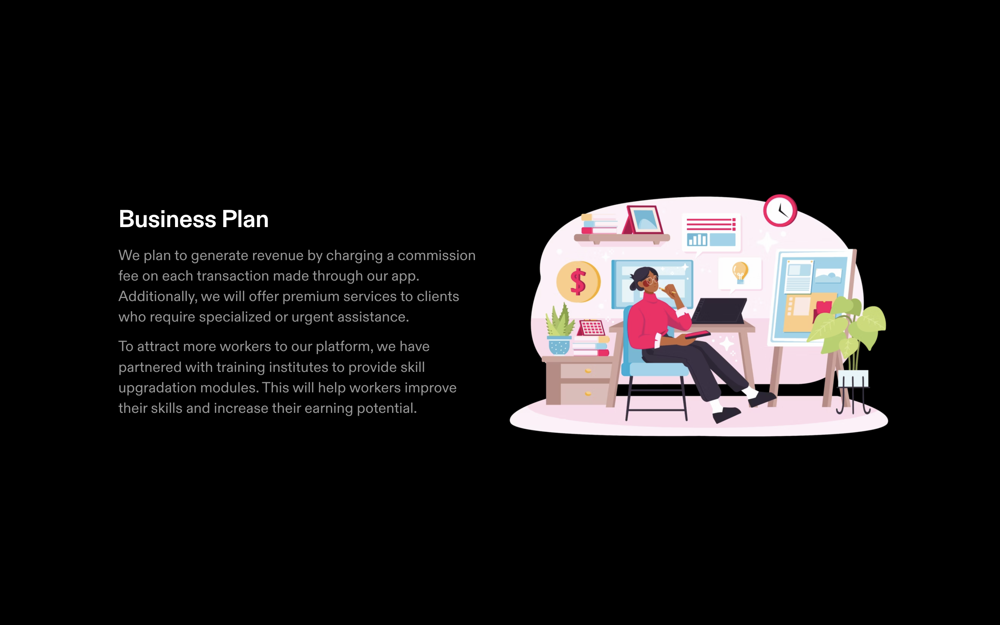 Business Plan
We plan to generate revenue by charging a commission
fee on each transaction made through our app.
Additionally, we will offer premium services to clients
who require specialized or urgent assistance.
To attract more workers to our platform, we have
partnered with training institutes to provide skill
upgradation modules. This will help workers improve
their skills and increase their earning potential.
$